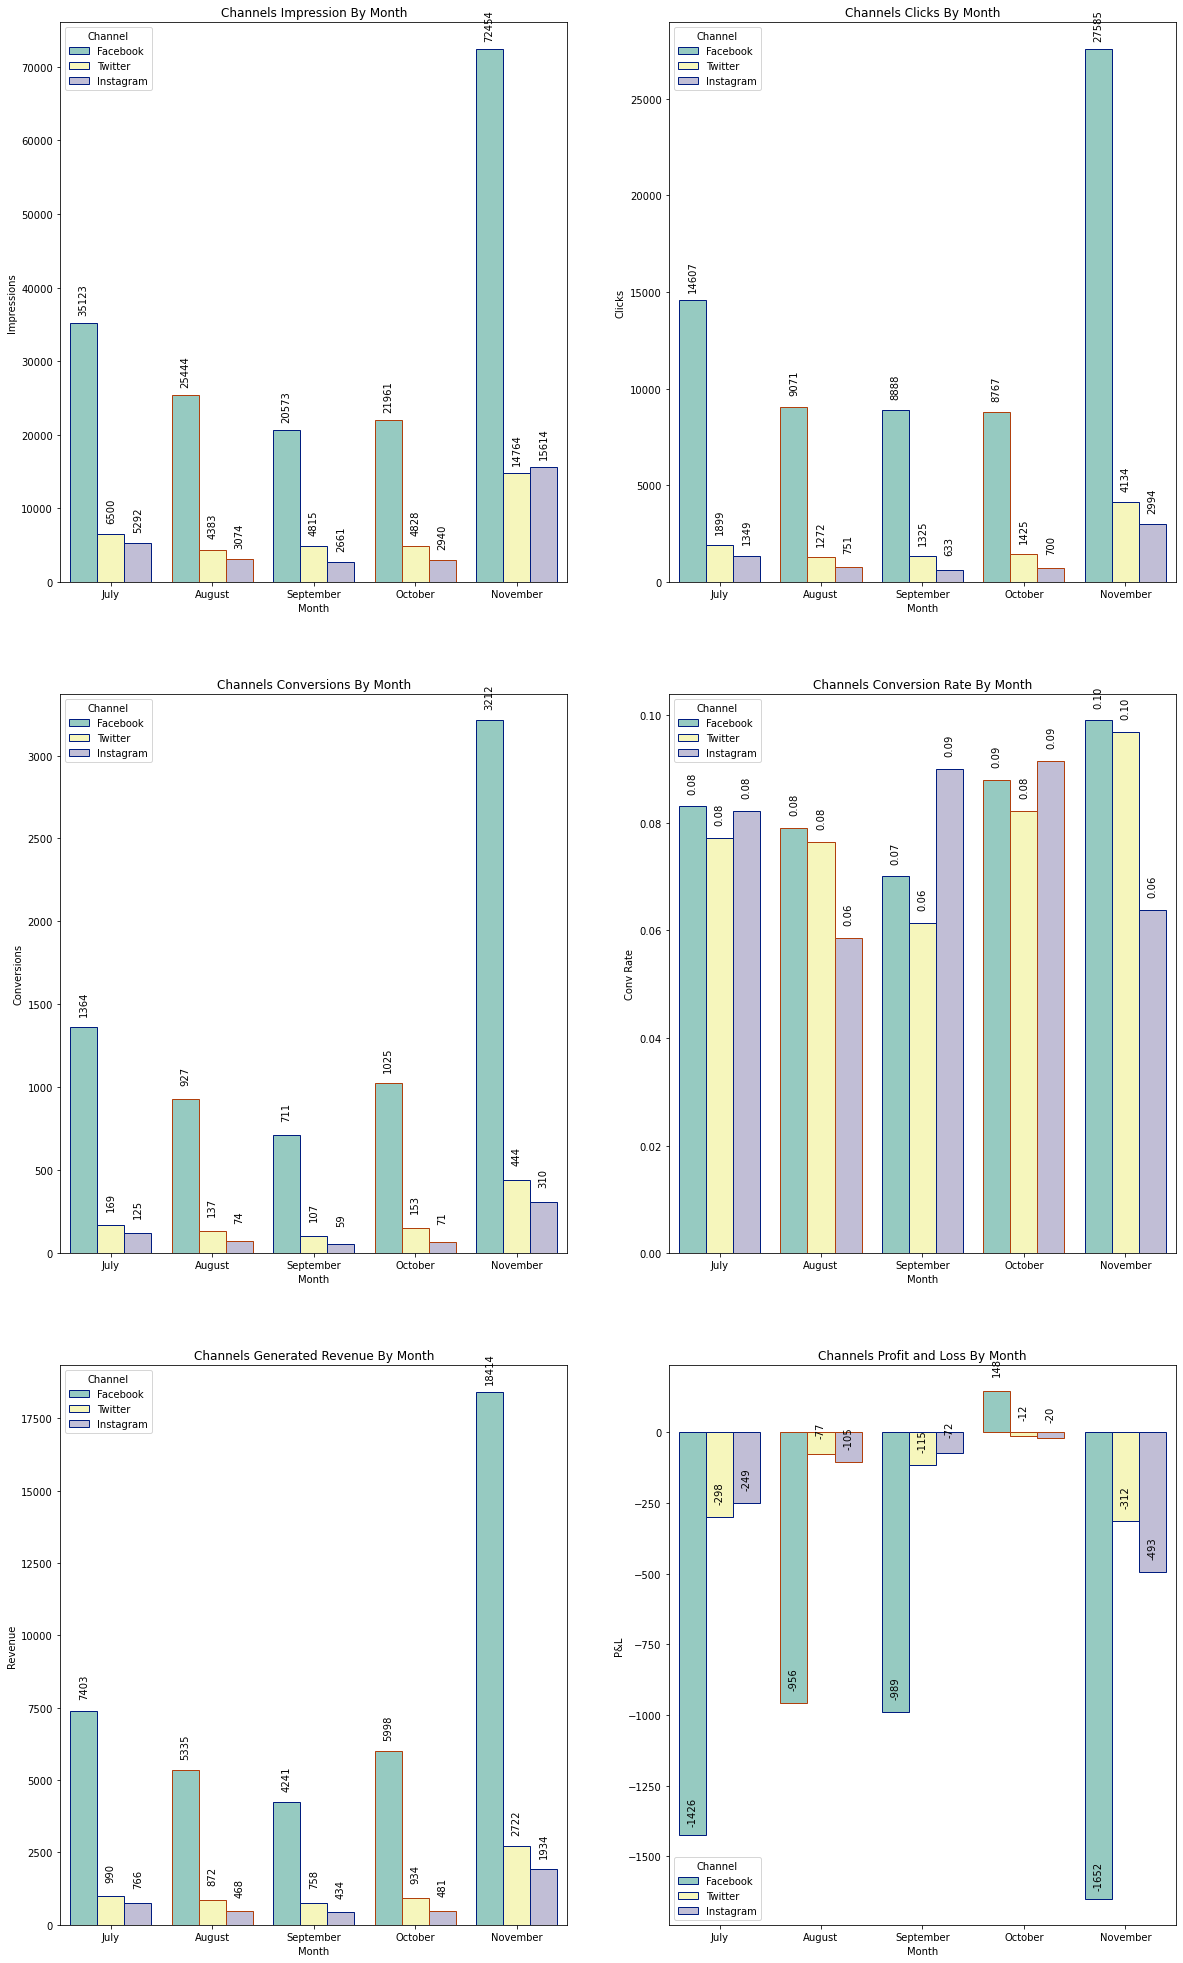 Channels Impression By Month
Channel
Facebook
Twitter
Instagram
Impressions
70000
60000
50000
40000
30000
20000
10000
0
35123
6500
5292
25444
4383
3074
20573
4815
2661
21961
4828
2940
72454
14764
15614
July
August
September
October
November
Month
Channels Clicks By Month
Channel
Facebook
Twitter
Instagram
Clicks
25000
20000
15000
10000
5000
0
14607
1899
1349
9071
1272
751
8888
1325
633
8767
1425
700
27585
4134
2994
July
August
September
October
November
Month
Channels Conversions By Month
Channel
Facebook
Twitter
Instagram
Conversions
3000
2500
2000
1500
1000
500
0
1364
169
125
927
137
74
711
107
59
1025
153
71
3212
444
310
July
August
September
October
November
Month
Channels Conversion Rate By Month
Channel
Facebook
Twitter
Instagram
Conv Rate
0.10
0.08
0.06
0.04
0.02
0.00
0.08
0.08
0.08
0.08
0.08
0.06
0.07
0.06
0.09
0.09
0.08
0.09
0.10
0.10
0.06
July
August
September
October
November
Month
Channels Generated Revenue By Month
Channel
Facebook
Twitter
Instagram
Revenue
17500
15000
12500
10000
7500
5000
2500
0
7403
990
766
5335
872
468
4241
758
434
5998
934
481
18414
2722
1934
July
August
September
October
November
Month
Channels Profit and Loss By Month
P&L
0
−250
−500
−750
−1000
−1250
−1500
-1426
-298
-249
-956
-77
-105
-989
-115
-72
148
-12
-20
-1652
-312
-493
Channel
Facebook
Twitter
Instagram
July
August
September
October
November
Month